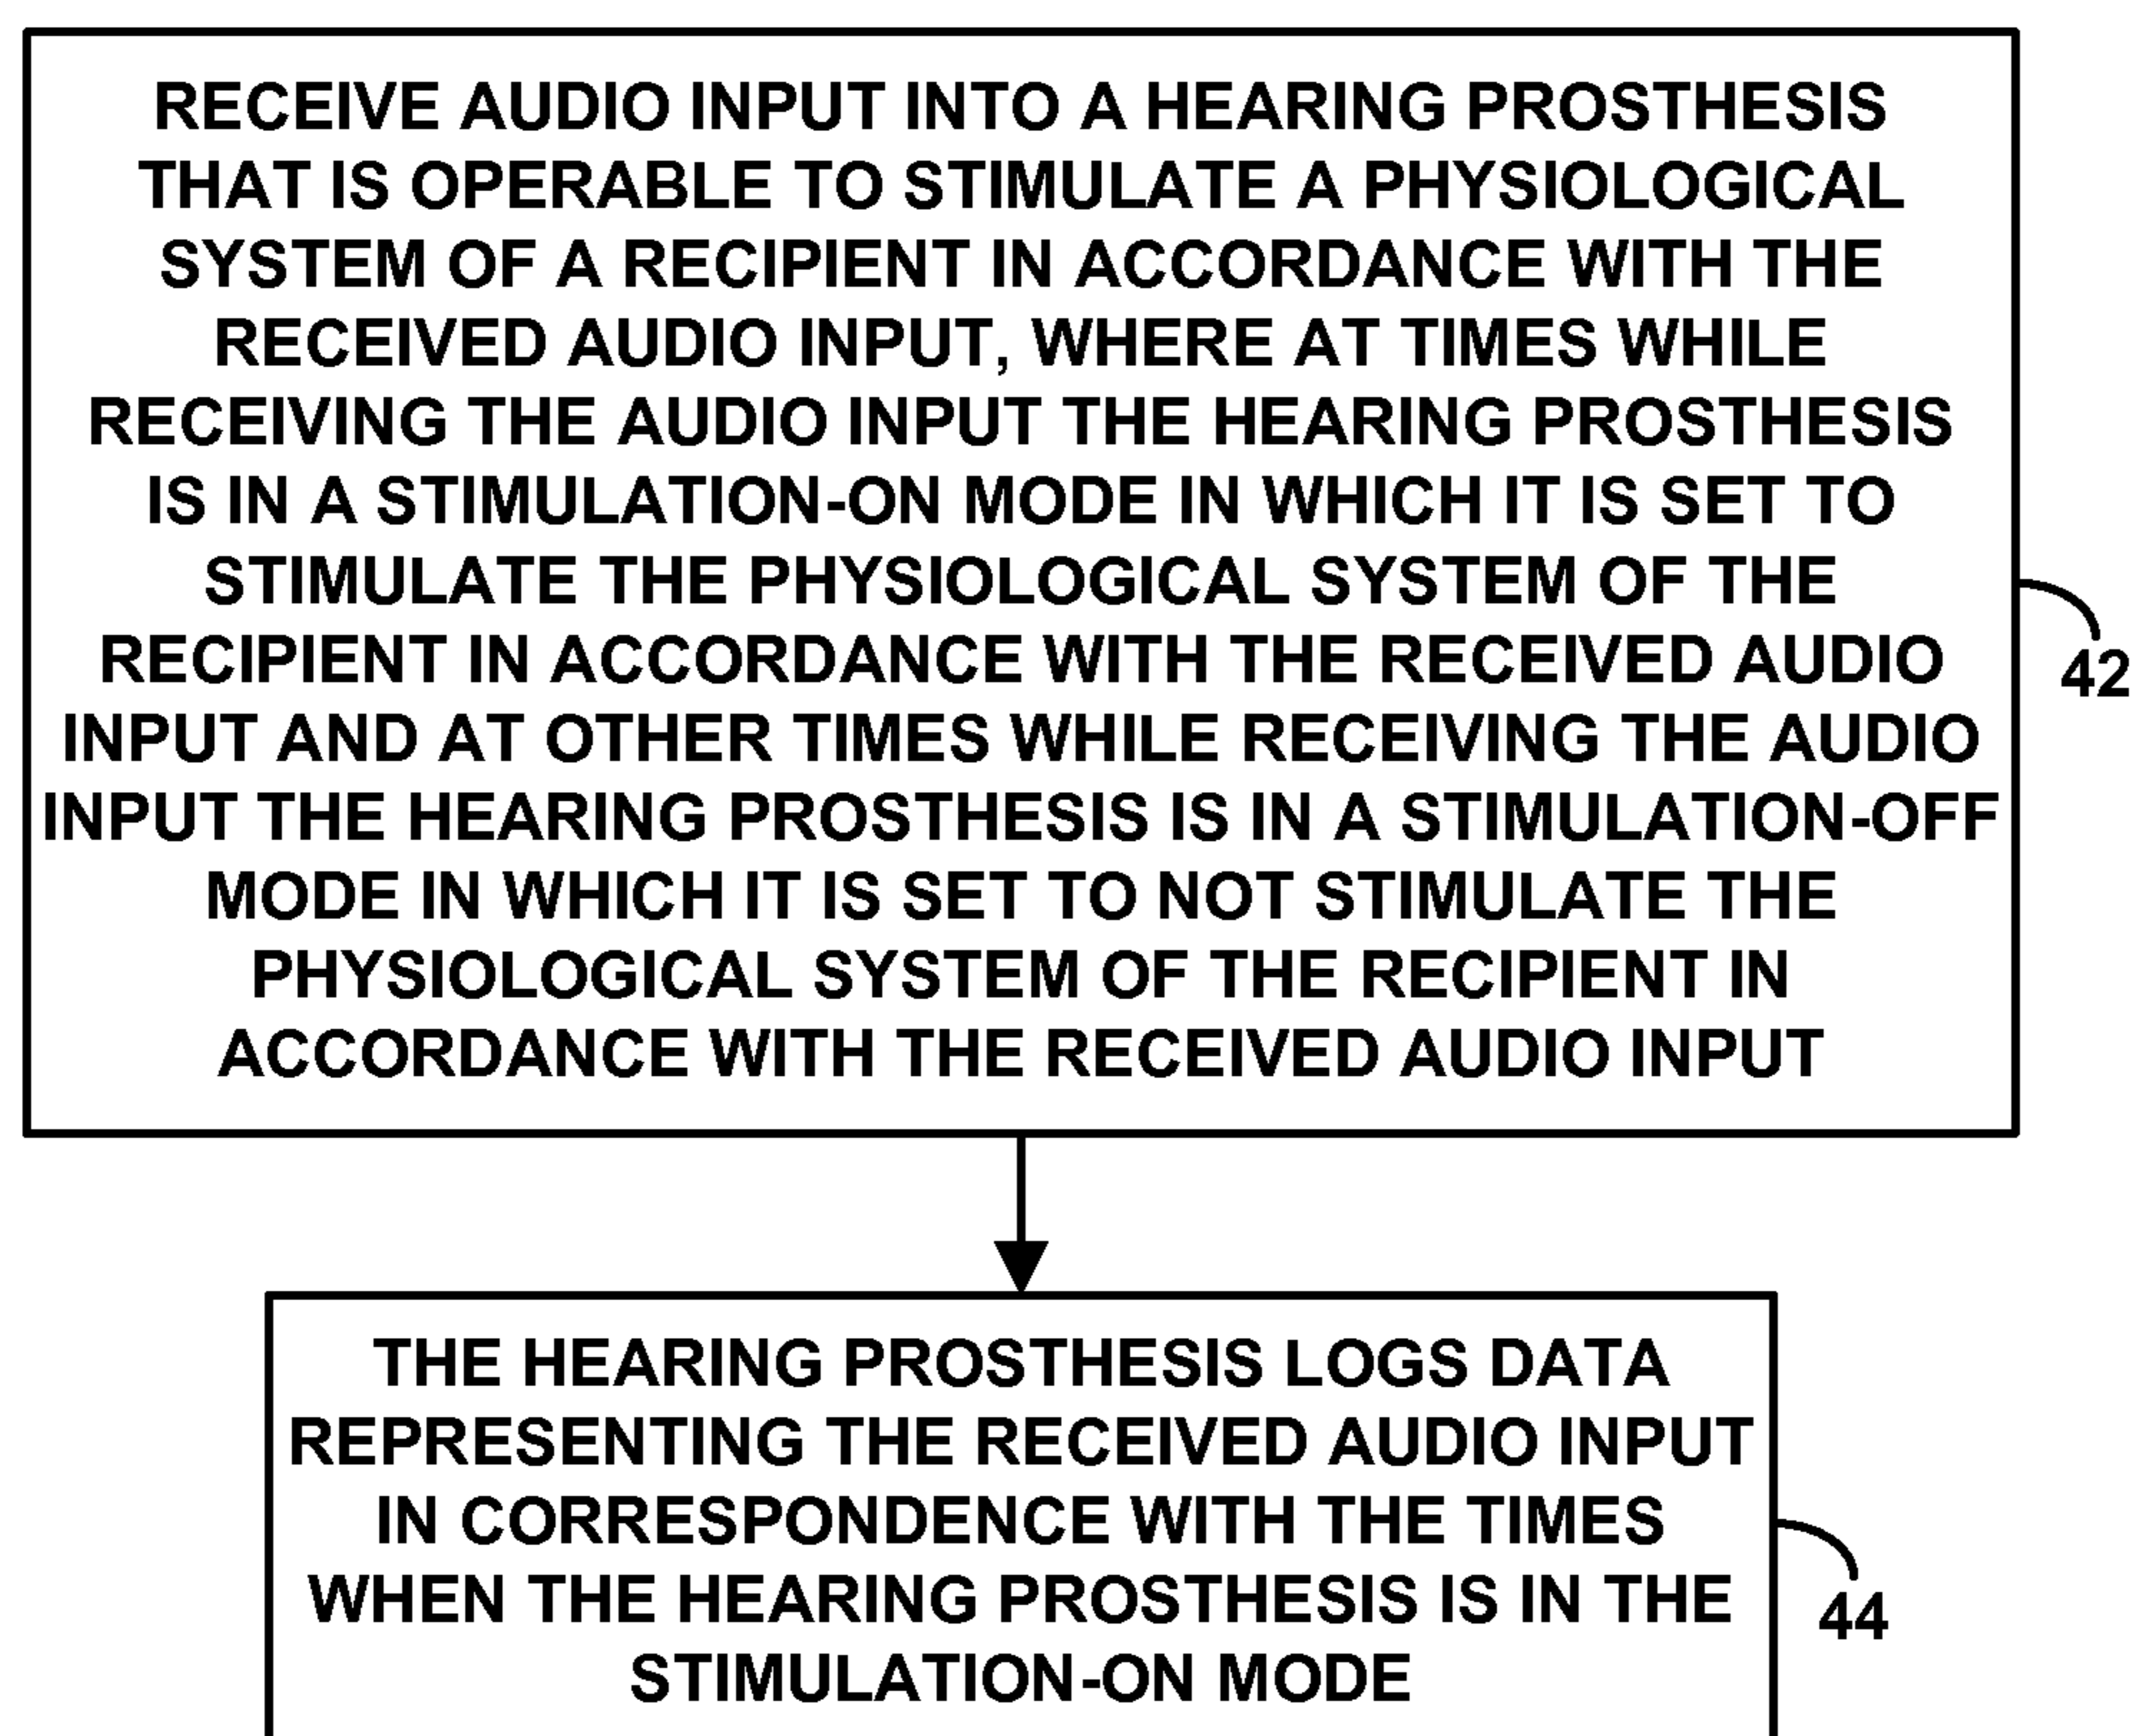 RECEIVE AUDIO INPUT INTO A HEARING PROSTHESIS
THAT IS OPERABLE TO STIMULATE A PHYSIOLOGICAL
SYSTEM OF A RECIPIENT IN ACCORDANCE WITH THE
RECEIVED AUDIO INPUT, WHERE AT TIMES WHILE
RECEIVING THE AUDIO INPUT THE HEARING PROSTHESIS
IS IN A STIMULATION-ON MODE IN WHICH IT IS SET TO
STIMULATE THE PHYSIOLOGICAL SYSTEM OF THE
RECIPIENT IN ACCORDANCE WITH THE RECEIVED AUDIO
INPUT AND AT OTHER TIMES WHILE RECEIVING THE AUDIO
INPUT THE HEARING PROSTHESIS IS IN A STIMULATION-OFF
MODE IN WHICH IT IS SET TO NOT STIMULATE THE
PHYSIOLOGICAL SYSTEM OF THE RECIPIENT IN
ACCORDANCE WITH THE RECEIVED AUDIO INPUT
42
THE HEARING PROSTHESIS LOGS DATA
REPRESENTING THE RECEIVED AUDIO INPUT
IN CORRESPONDENCE WITH THE TIMES
WHEN THE HEARING PROSTHESIS IS IN THE
STIMULATION-ON MODE
44